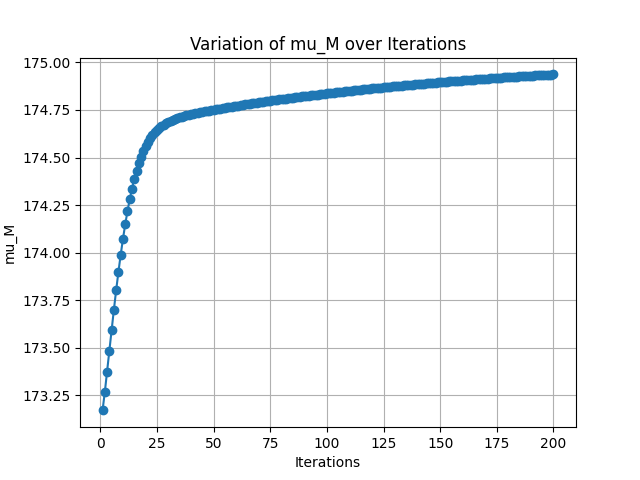 Variation of mu_M over Iterations
175.00
174.75
174.50
174.25
174.00
173.75
173.50
173.25
mu_M
0 25 50 75 100 125 150 175 200
Iterations